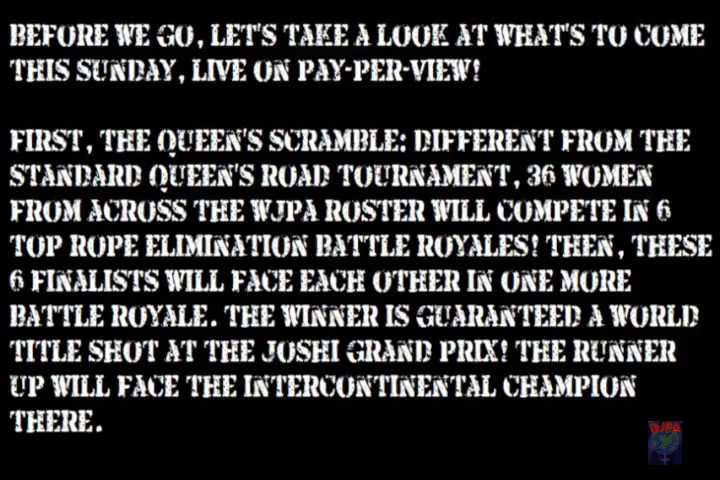 BEFORE WE GO, LET'S TAKE A LOOK AT WHAT'S TO COME
THIS SUNDAY, LIVE ON PAY-PER-VIEW!
FIRST, THE QUEEN'S SCRAMBLE: DIFFERENT FROM THE
STANDARD QUEEN'S ROAD TOURNAMENT, 36 WOMEN
FROM ACROSS THE WJPA ROSTER WILL COMPETE IN 6
TOP ROPE ELIMINATION BATTLE ROYALES! THEN, THESE
6 FINALISTS WILL FACE EACH OTHER IN ONE MORE
BATTLE ROYALE. THE WINNER IS GUARANTEED A WORLD
TITLE SHOT AT THE JOSHI GRAND PRIX! THE RUNNER
UP WILL FACE THE INTERCONTINENTAL CHAMPION
THERE.
WJPA